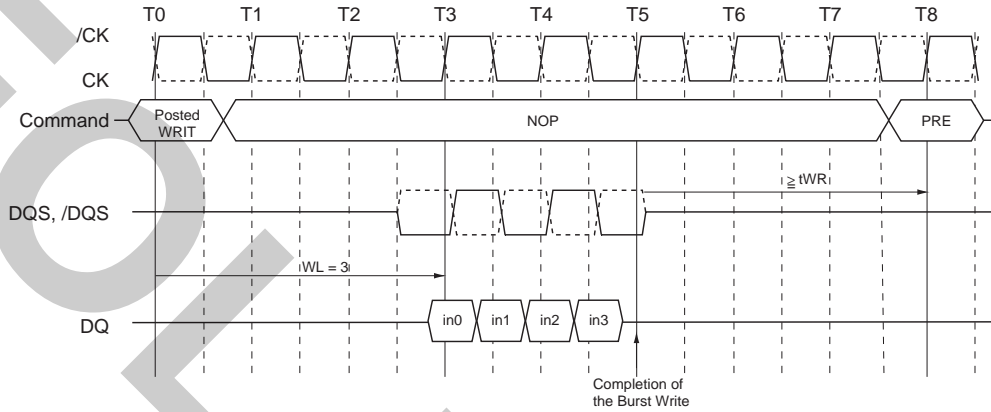 T0 T1 T2 T3 T4 T5 T6 T7 T8
/CK
CK
Command
Posted
WRIT
NOP
PRE
≧ tWR
DQS, /DQS
WL = 3
DQ
in0 in1 in2 in3
Completion of
the Burst Write